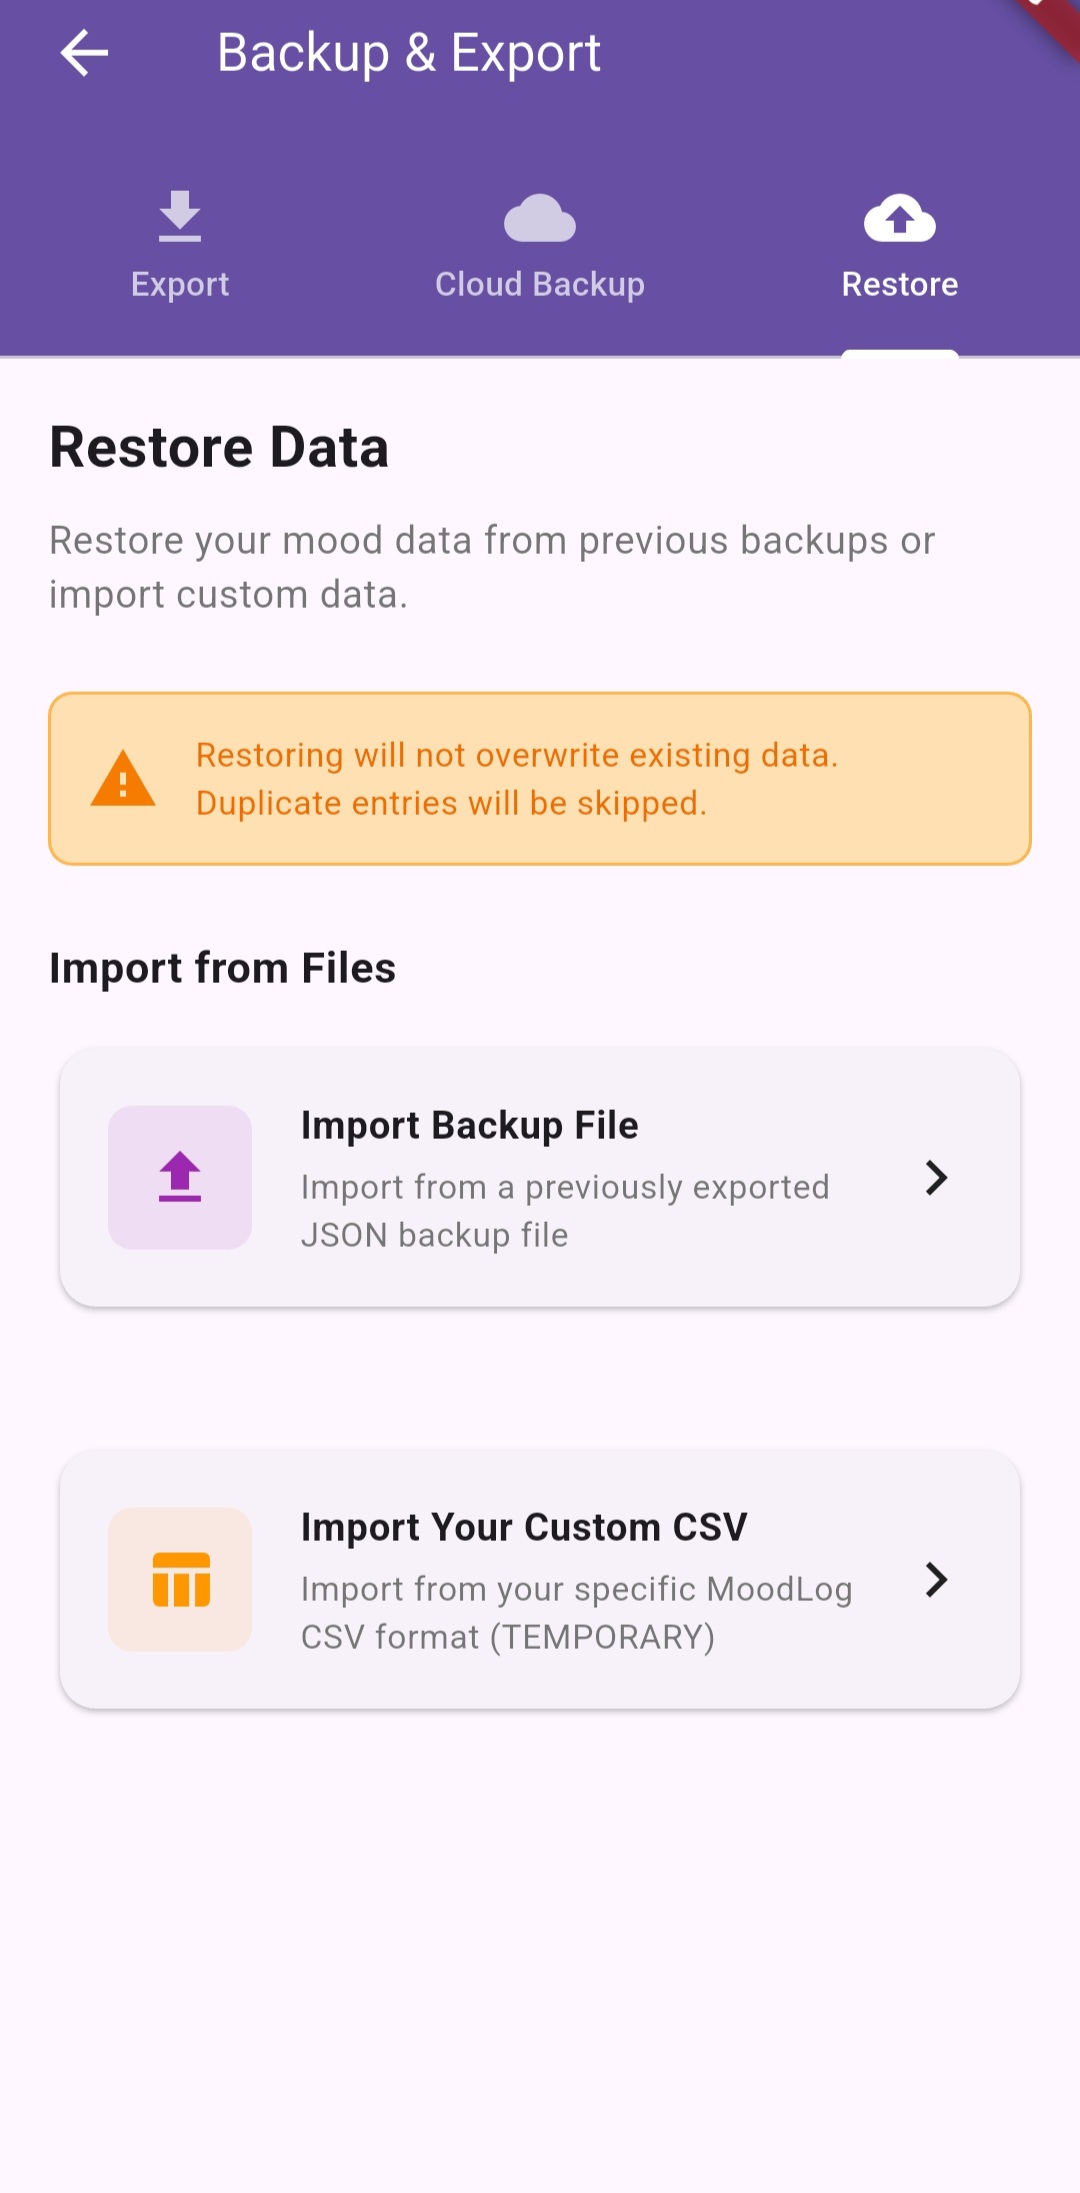 Backup & Export
Export
Cloud Backup
Restore
Restore Data
Restore your mood data from previous backups or
import custom data.
Restoring will not overwrite existing data.
Duplicate entries will be skipped.
Import from Files
Import Backup File
Import from a previously exported
JSON backup file
Import Your Custom CSV
Import from your specific MoodLog
CSV format (TEMPORARY)